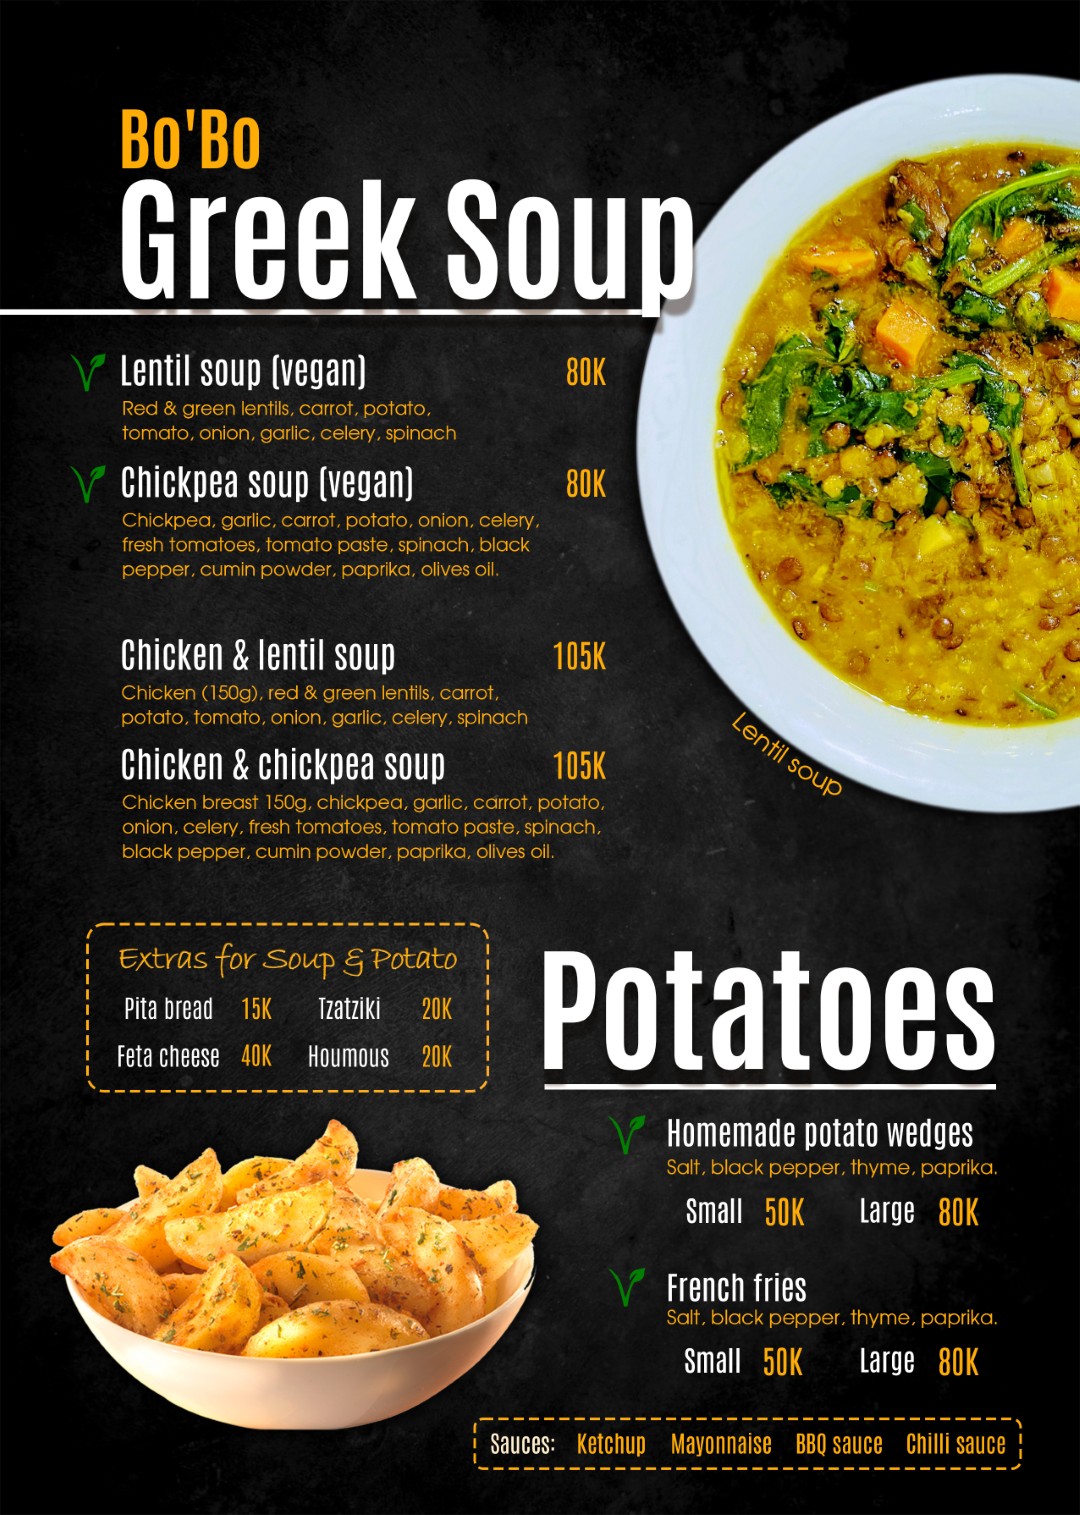 Bo'Bo
Greek Soup
Lentil soup (vegan) 80K
Red & green lentils, carrot, potato,
tomato, onion, garlic, celery, spinach
Chickpea soup (vegan) 80K
Chickpea, garlic, carrot, potato, onion, celery,
fresh tomatoes, tomato paste, spinach, black
pepper, cumin powder, paprika, olives oil.
Chicken & lentil soup 105K
Chicken (150g), red & green lentils, carrot,
potato, tomato, onion, garlic, celery, spinach
Chicken & chickpea soup 105K
Chicken breast 150g, chickpea, garlic, carrot, potato,
onion, celery, fresh tomatoes, tomato paste, spinach,
black pepper, cumin powder, paprika, olives oil.
Lentil soup
Extras for Soup & Potato
Pita bread 15K Tzatziki 20K
Feta cheese 40K Houmous 20K
Potatoes
Homemade potato wedges
Salt, black pepper, thyme, paprika.
Small 50K Large 80K
French fries
Salt, black pepper, thyme, paprika.
Small 50K Large 80K
Sauces: Ketchup Mayonnaise BBQ sauce Chilli sauce